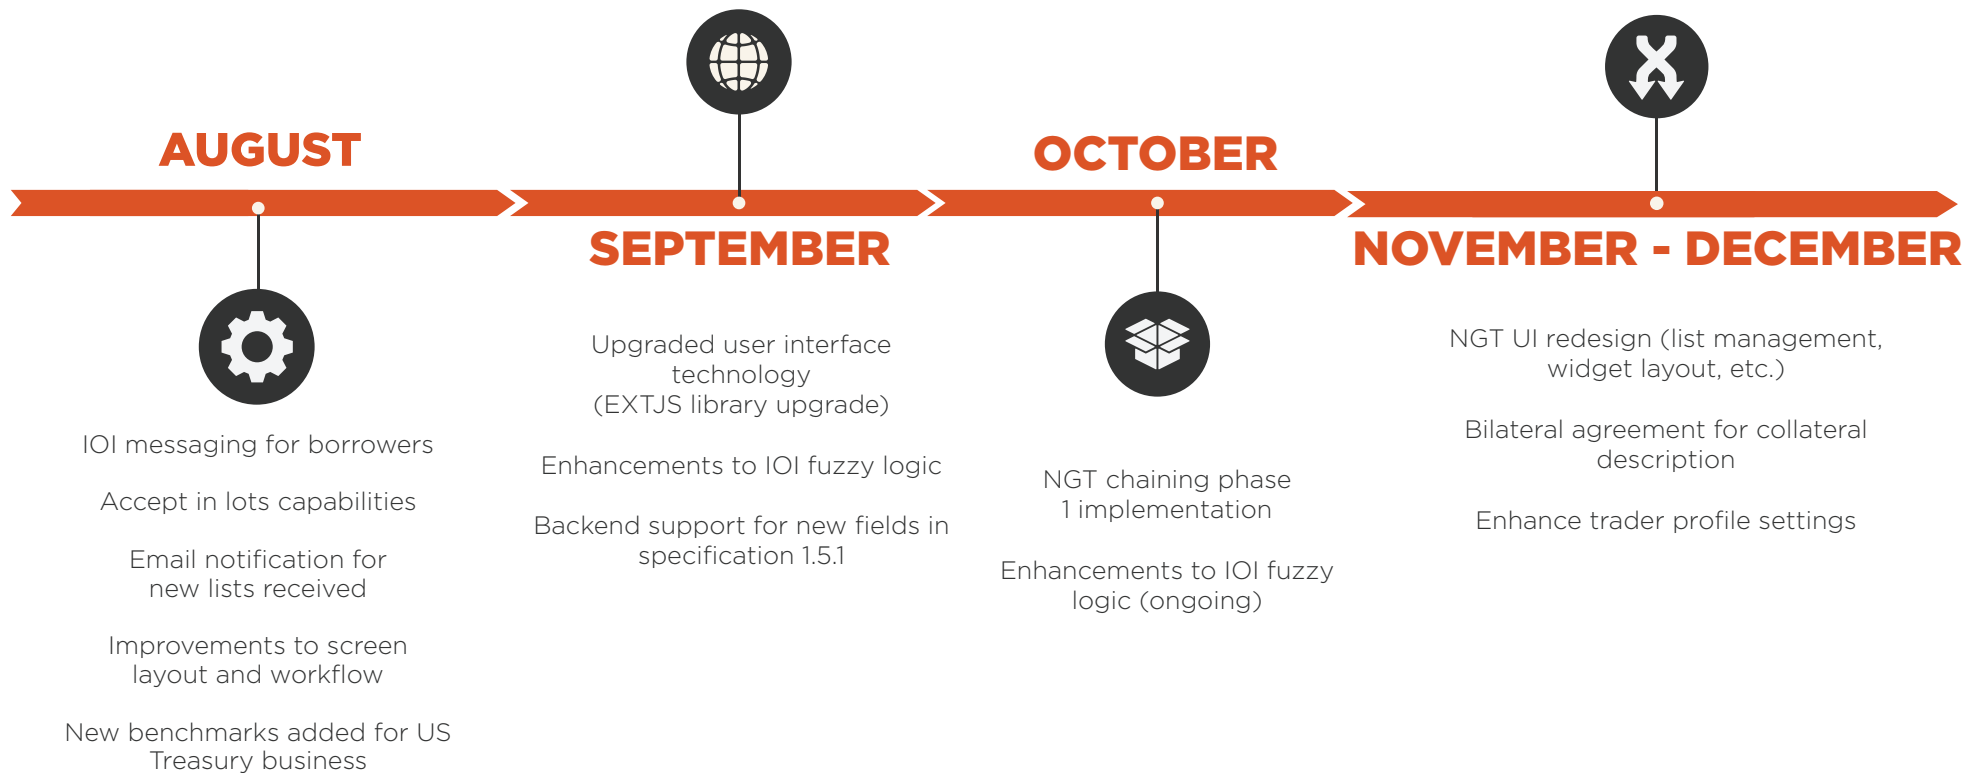 AUGUST
IOI messaging for borrowers
Accept in lots capabilities
Email notification for
new lists received
Improvements to screen
layout and workflow
New benchmarks added for US
Treasury business
SEPTEMBER
Upgraded user interface
technology
(EXTJS library upgrade)
Enhancements to IOI fuzzy logic
Backend support for new fields in
specification 1.5.1
OCTOBER
NGT chaining phase
1 implementation
Enhancements to IOI fuzzy
logic (ongoing)
NOVEMBER - DECEMBER
NGT UI redesign (list management,
widget layout, etc.)
Bilateral agreement for collateral
description
Enhance trader profile settings